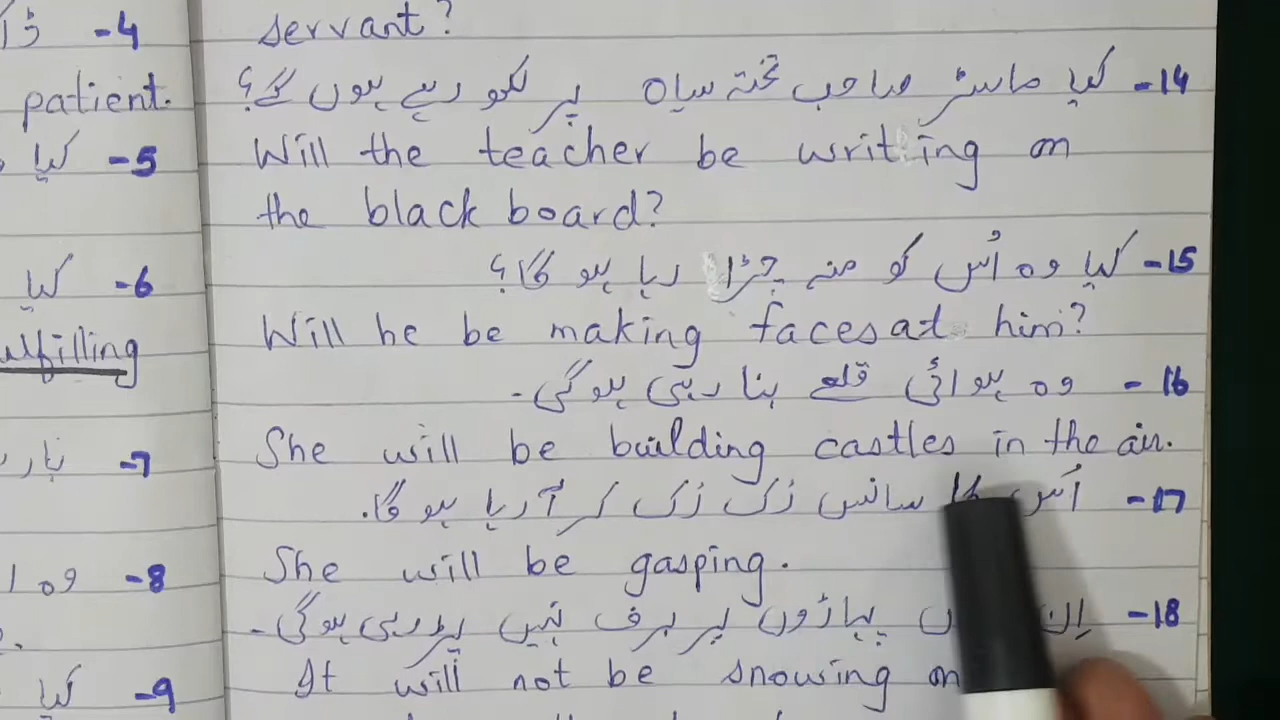 servant?
14- کیا ماسٹر صاحب تختہ سیاہ پر لکھ رہے ہوں گے؟
Will the teacher be writing on
the black board?
15- کیا وہ اُس کو منہ چڑا رہا ہو گا؟
Will he be making faces at him?
16- وہ ہوائی قلعے بنا رہی ہو گی۔
She will be building castles in the air.
17- اُس کا سانس رُک رُک کر آ رہا ہو گا۔
She will be gasping.
18- اِن پہاڑوں پر برف نہیں پڑ رہی ہو گی۔
It will not be snowing on
4-
patient.
5- کیا
6- کیا
ulfilling
7-
8- وہ
9- کیا